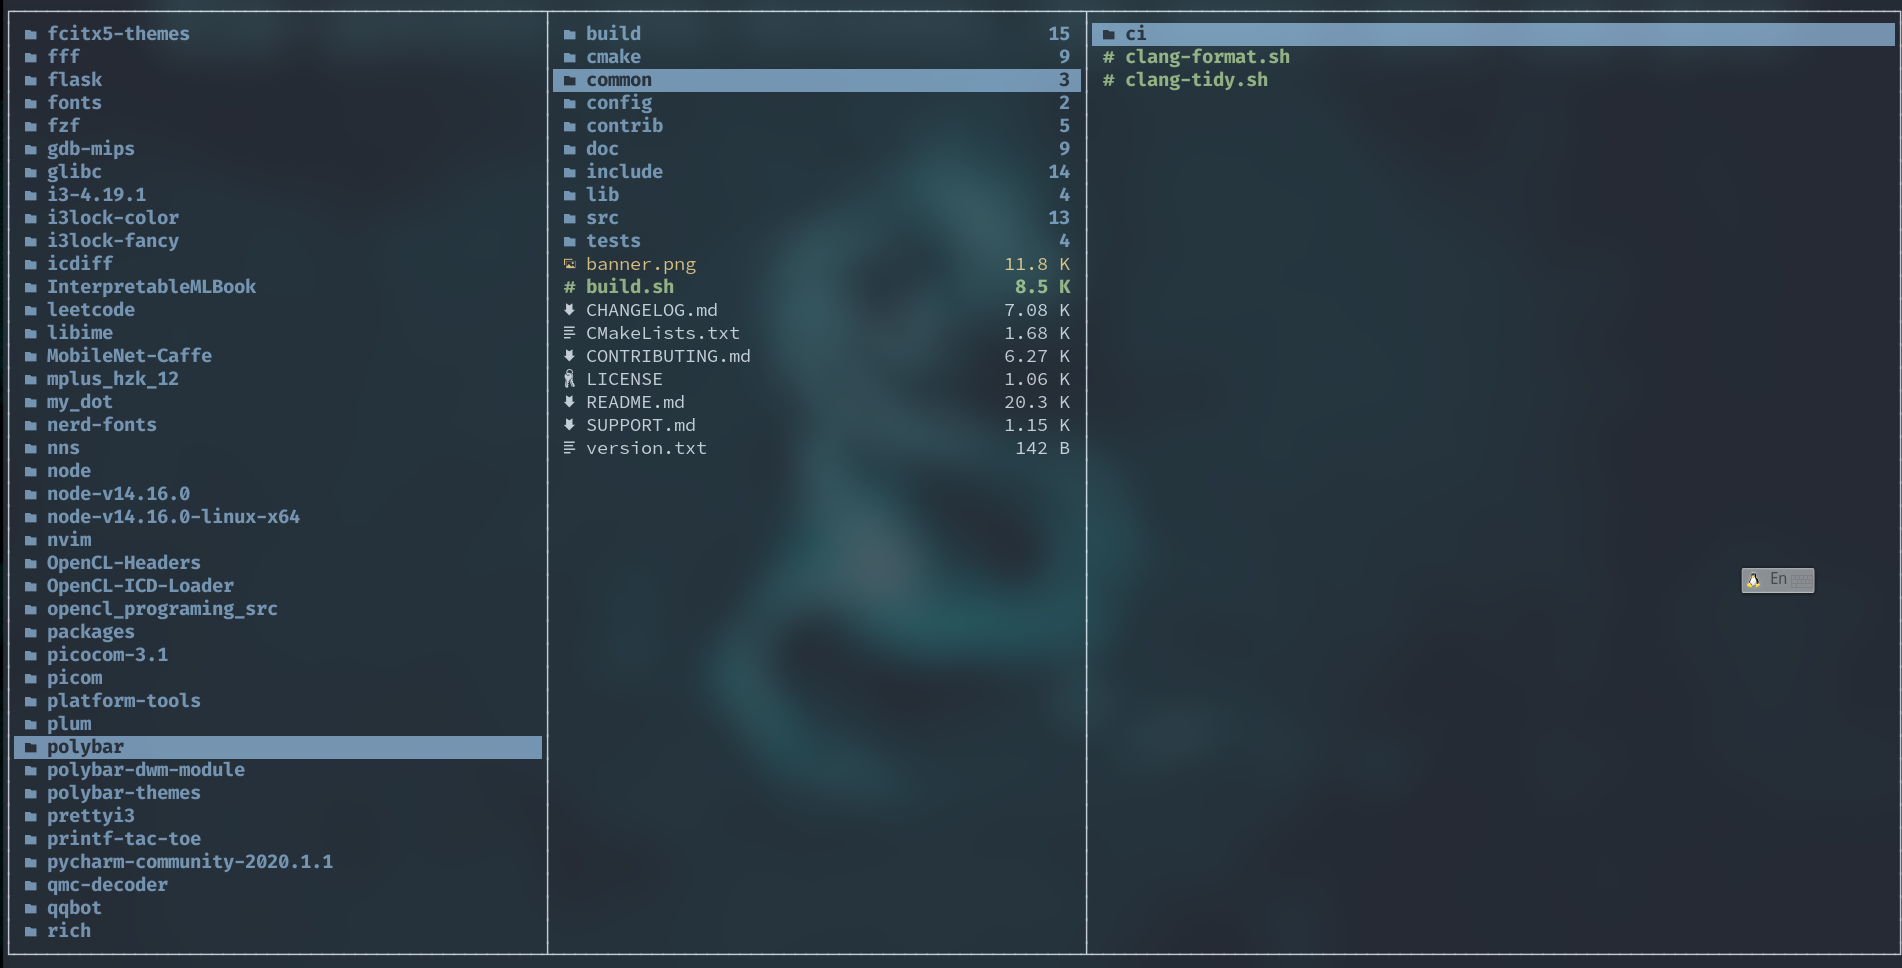 fcitx5-themes
fff
flask
fonts
fzf
gdb-mips
glibc
i3-4.19.1
i3lock-color
i3lock-fancy
icdiff
InterpretableMLBook
leetcode
libime
MobileNet-Caffe
mplus_hzk_12
my_dot
nerd-fonts
nns
node
node-v14.16.0
node-v14.16.0-linux-x64
nvim
OpenCL-Headers
OpenCL-ICD-Loader
opencl_programing_src
packages
picocom-3.1
picom
platform-tools
plum
polybar
polybar-dwm-module
polybar-themes
prettyi3
printf-tac-toe
pycharm-community-2020.1.1
qmc-decoder
qqbot
rich
build 15
cmake 9
common 3
config 2
contrib 5
doc 9
include 14
lib 4
src 13
tests 4
banner.png 11.8 K
# build.sh 8.5 K
CHANGELOG.md 7.08 K
CMakeLists.txt 1.68 K
CONTRIBUTING.md 6.27 K
LICENSE 1.06 K
README.md 20.3 K
SUPPORT.md 1.15 K
version.txt 142 B
ci
# clang-format.sh
# clang-tidy.sh
En